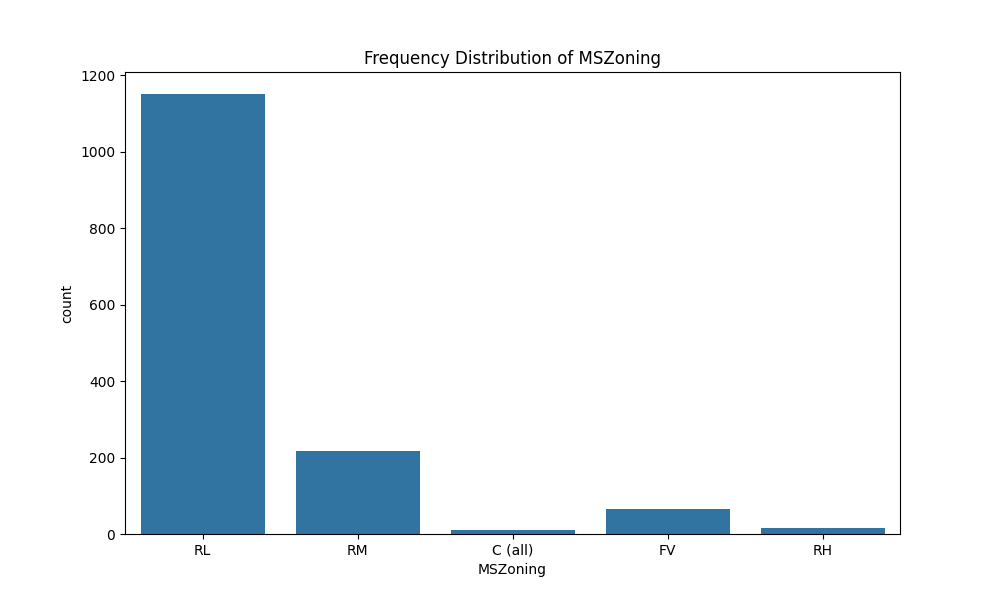 Frequency Distribution of MSZoning
1200
1000
800
600
400
200
0
count
RL RM C (all) FV RH
MSZoning